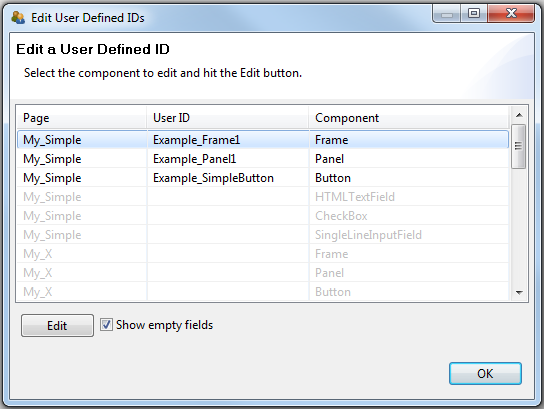 Edit User Defined IDs
Edit a User Defined ID
Select the component to edit and hit the Edit button.
Page User ID Component
My_Simple Example_Frame1 Frame
My_Simple Example_Panel1 Panel
My_Simple Example_SimpleButton Button
My_Simple HTMLTextField
My_Simple CheckBox
My_Simple SingleLineInputField
My_X Frame
My_X Panel
My_X Button
Edit Show empty fields
OK